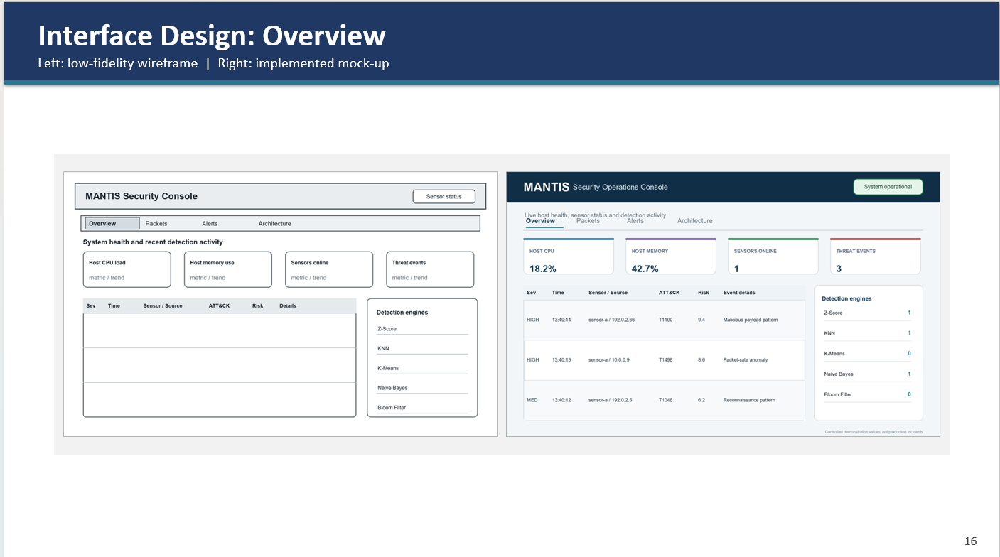 Interface Design: Overview
Left: low-fidelity wireframe | Right: implemented mock-up
MANTIS Security Console
Sensor status
Overview Packets Alerts Architecture
System health and recent detection activity
Host CPU load
metric / trend
Host memory use
metric / trend
Sensors online
metric / trend
Threat events
metric / trend
Sev Time Sensor / Source ATT&CK Risk Details
Detection engines
Z-Score
KNN
K-Means
Naive Bayes
Bloom Filter
MANTIS Security Operations Console
System operational
Live host health, sensor status and detection activity
Overview Packets Alerts Architecture
HOST CPU
18.2%
HOST MEMORY
42.7%
SENSORS ONLINE
1
THREAT EVENTS
3
Sev Time Sensor / Source ATT&CK Risk Event details
HIGH 13:40:14 sensor-a / 192.0.2.66 T1190 9.4 Malicious payload pattern
HIGH 13:40:13 sensor-a / 10.0.0.9 T1498 8.6 Packet-rate anomaly
MED 13:40:12 sensor-a / 192.0.2.5 T1046 6.2 Reconnaissance pattern
Detection engines
Z-Score 1
KNN 1
K-Means 0
Naive Bayes 1
Bloom Filter 0
Controlled demonstration values, not production incidents
16